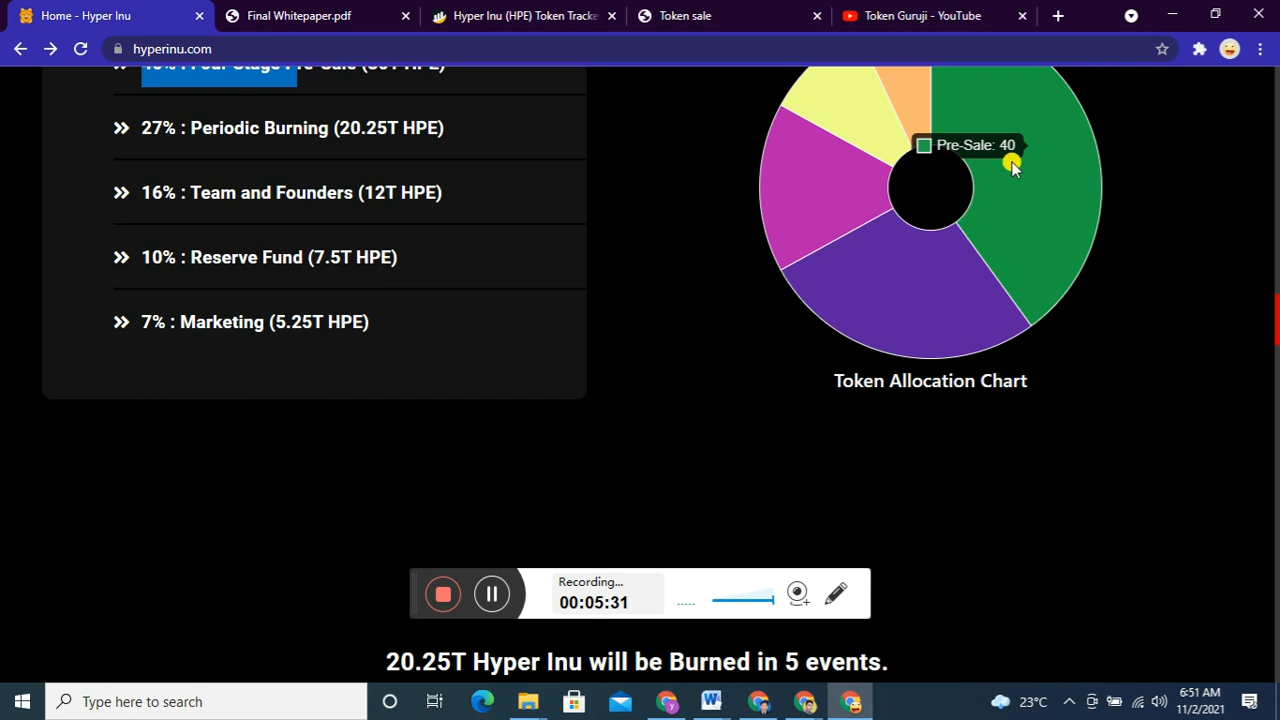 Home - Hyper Inu
Final Whitepaper.pdf
Hyper Inu (HPE) Token Tracke
Token sale
Token Guruji - YouTube
hyperinu.com
27% : Periodic Burning (20.25T HPE)
16% : Team and Founders (12T HPE)
10% : Reserve Fund (7.5T HPE)
7% : Marketing (5.25T HPE)
Pre-Sale: 40
Token Allocation Chart
Recording...
00:05:31
20.25T Hyper Inu will be Burned in 5 events.
Type here to search
23°C
6:51 AM
11/2/2021